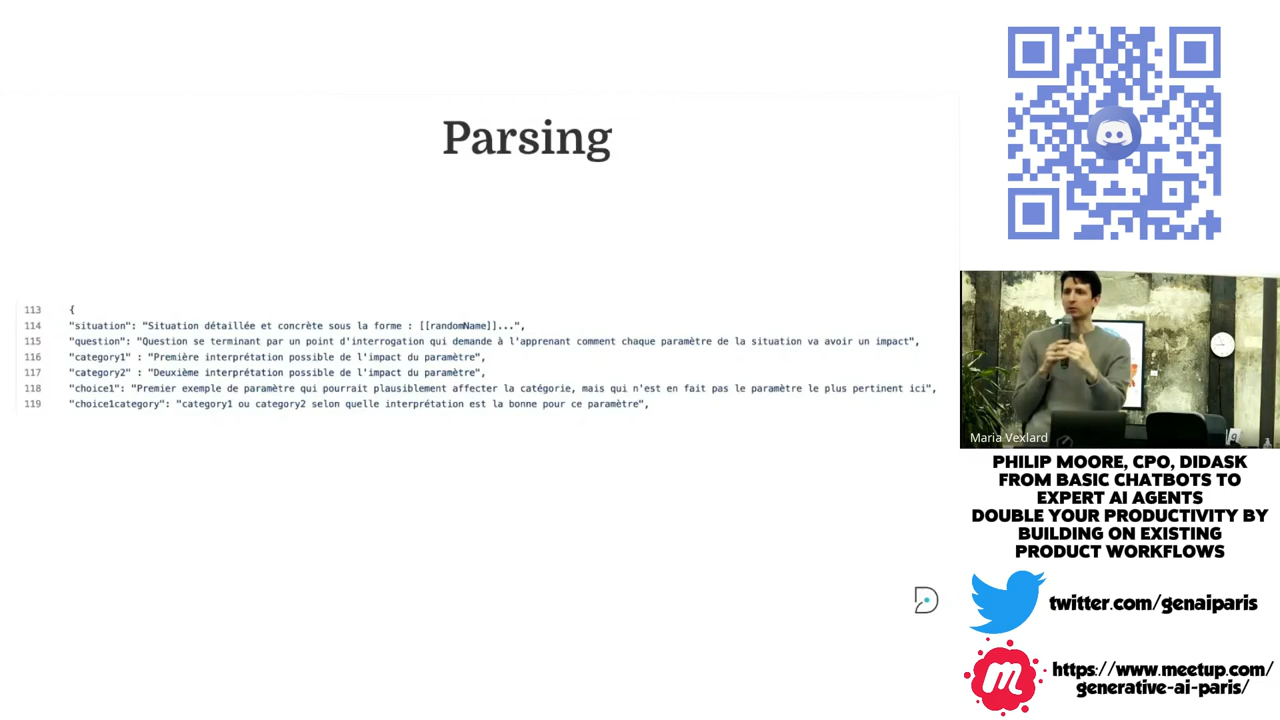 Parsing
113 {
114 "situation": "Situation détaillée et concrète sous la forme : [[randomName]]...",
115 "question": "Question se terminant par un point d'interrogation qui demande à l'apprenant comment chaque paramètre de la situation va avoir un impact",
116 "category1" : "Première interprétation possible de l'impact du paramètre",
117 "category2" : "Deuxième interprétation possible de l'impact du paramètre",
118 "choice1": "Premier exemple de paramètre qui pourrait plausiblement affecter la catégorie, mais qui n'est en fait pas le paramètre le plus pertinent ici",
119 "choice1category": "category1 ou category2 selon quelle interprétation est la bonne pour ce paramètre",
Maria Vexlard
PHILIP MOORE, CPO, DIDASK
FROM BASIC CHATBOTS TO
EXPERT AI AGENTS
DOUBLE YOUR PRODUCTIVITY BY
BUILDING ON EXISTING
PRODUCT WORKFLOWS
twitter.com/genaiparis
https://www.meetup.com/
generative-ai-paris/